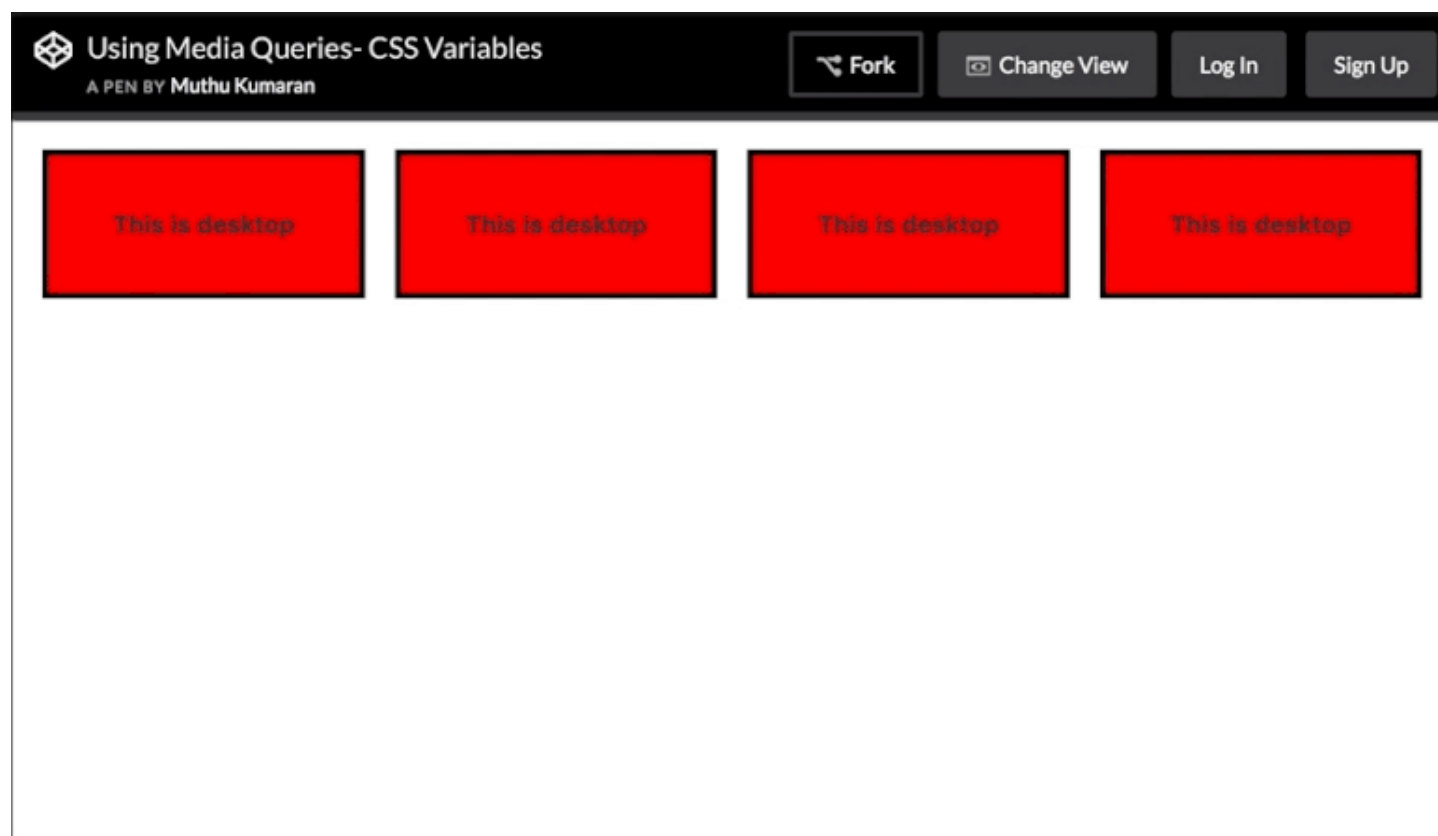 Using Media Queries- CSS Variables
A PEN BY Muthu Kumaran
Fork
Change View
Log In
Sign Up
This is desktop
This is desktop
This is desktop
This is desktop